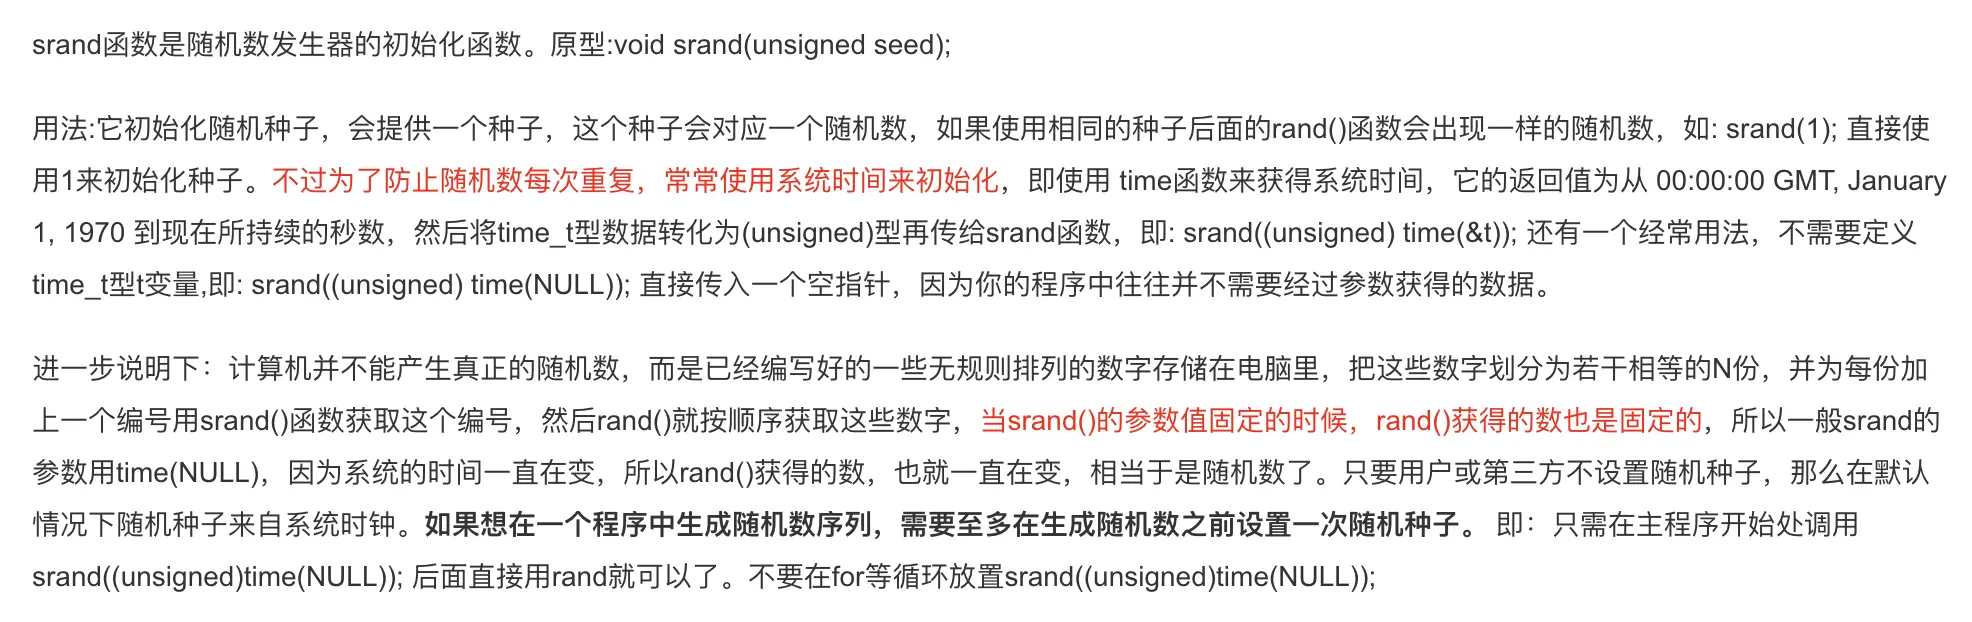 srand函数是随机数发生器的初始化函数。原型:void srand(unsigned seed);
用法:它初始化随机种子，会提供一个种子，这个种子会对应一个随机数，如果使用相同的种子后面的rand()函数会出现一样的随机数，如: srand(1); 直接使
用1来初始化种子。不过为了防止随机数每次重复，常常使用系统时间来初始化，即使用 time函数来获得系统时间，它的返回值为从 00:00:00 GMT, January
1, 1970 到现在所持续的秒数，然后将time_t型数据转化为(unsigned)型再传给srand函数，即: srand((unsigned) time(&t)); 还有一个经常用法，不需要定义
time_t型t变量,即: srand((unsigned) time(NULL)); 直接传入一个空指针，因为你的程序中往往并不需要经过参数获得的数据。
进一步说明下：计算机并不能产生真正的随机数，而是已经编写好的一些无规则排列的数字存储在电脑里，把这些数字划分为若干相等的N份，并为每份加
上一个编号用srand()函数获取这个编号，然后rand()就按顺序获取这些数字，当srand()的参数值固定的时候，rand()获得的数也是固定的，所以一般srand的
参数用time(NULL)，因为系统的时间一直在变，所以rand()获得的数，也就一直在变，相当于是随机数了。只要用户或第三方不设置随机种子，那么在默认
情况下随机种子来自系统时钟。如果想在一个程序中生成随机数序列，需要至多在生成随机数之前设置一次随机种子。 即：只需在主程序开始处调用
srand((unsigned)time(NULL)); 后面直接用rand就可以了。不要在for等循环放置srand((unsigned)time(NULL));